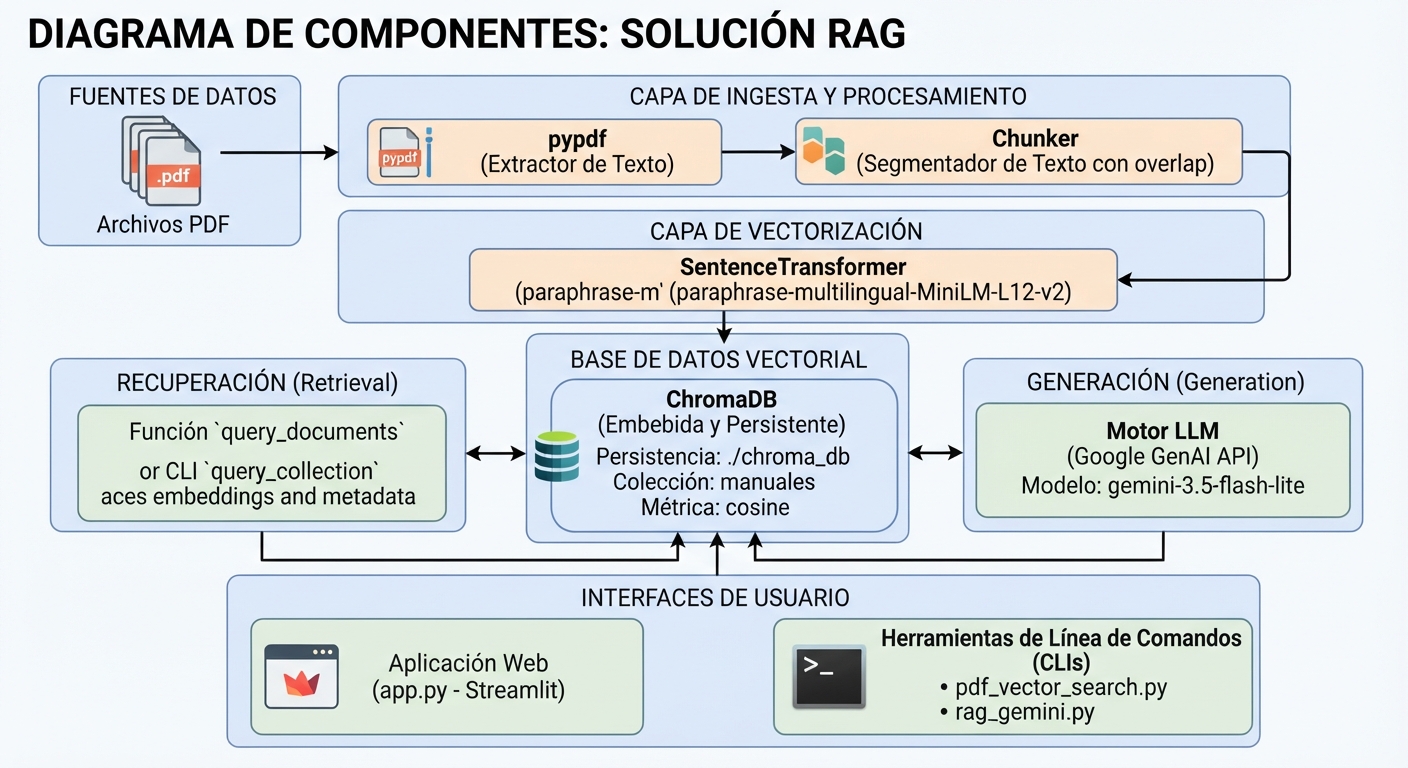 DIAGRAMA DE COMPONENTES: SOLUCIÓN RAG
FUENTES DE DATOS
.pdf
Archivos PDF
CAPA DE INGESTA Y PROCESAMIENTO
pypdf
pypdf
(Extractor de Texto)
Chunker
(Segmentador de Texto con overlap)
CAPA DE VECTORIZACIÓN
SentenceTransformer
(paraphrase-m' (paraphrase-multilingual-MiniLM-L12-v2)
RECUPERACIÓN (Retrieval)
Función `query_documents`
or CLI `query_collection`
aces embeddings and metadata
BASE DE DATOS VECTORIAL
ChromaDB
(Embebida y Persistente)
Persistencia: ./chroma_db
Colección: manuales
Métrica: cosine
GENERACIÓN (Generation)
Motor LLM
(Google GenAI API)
Modelo: gemini-3.5-flash-lite
INTERFACES DE USUARIO
Aplicación Web
(app.py - Streamlit)
>_
Herramientas de Línea de Comandos
(CLIs)
• pdf_vector_search.py
• rag_gemini.py